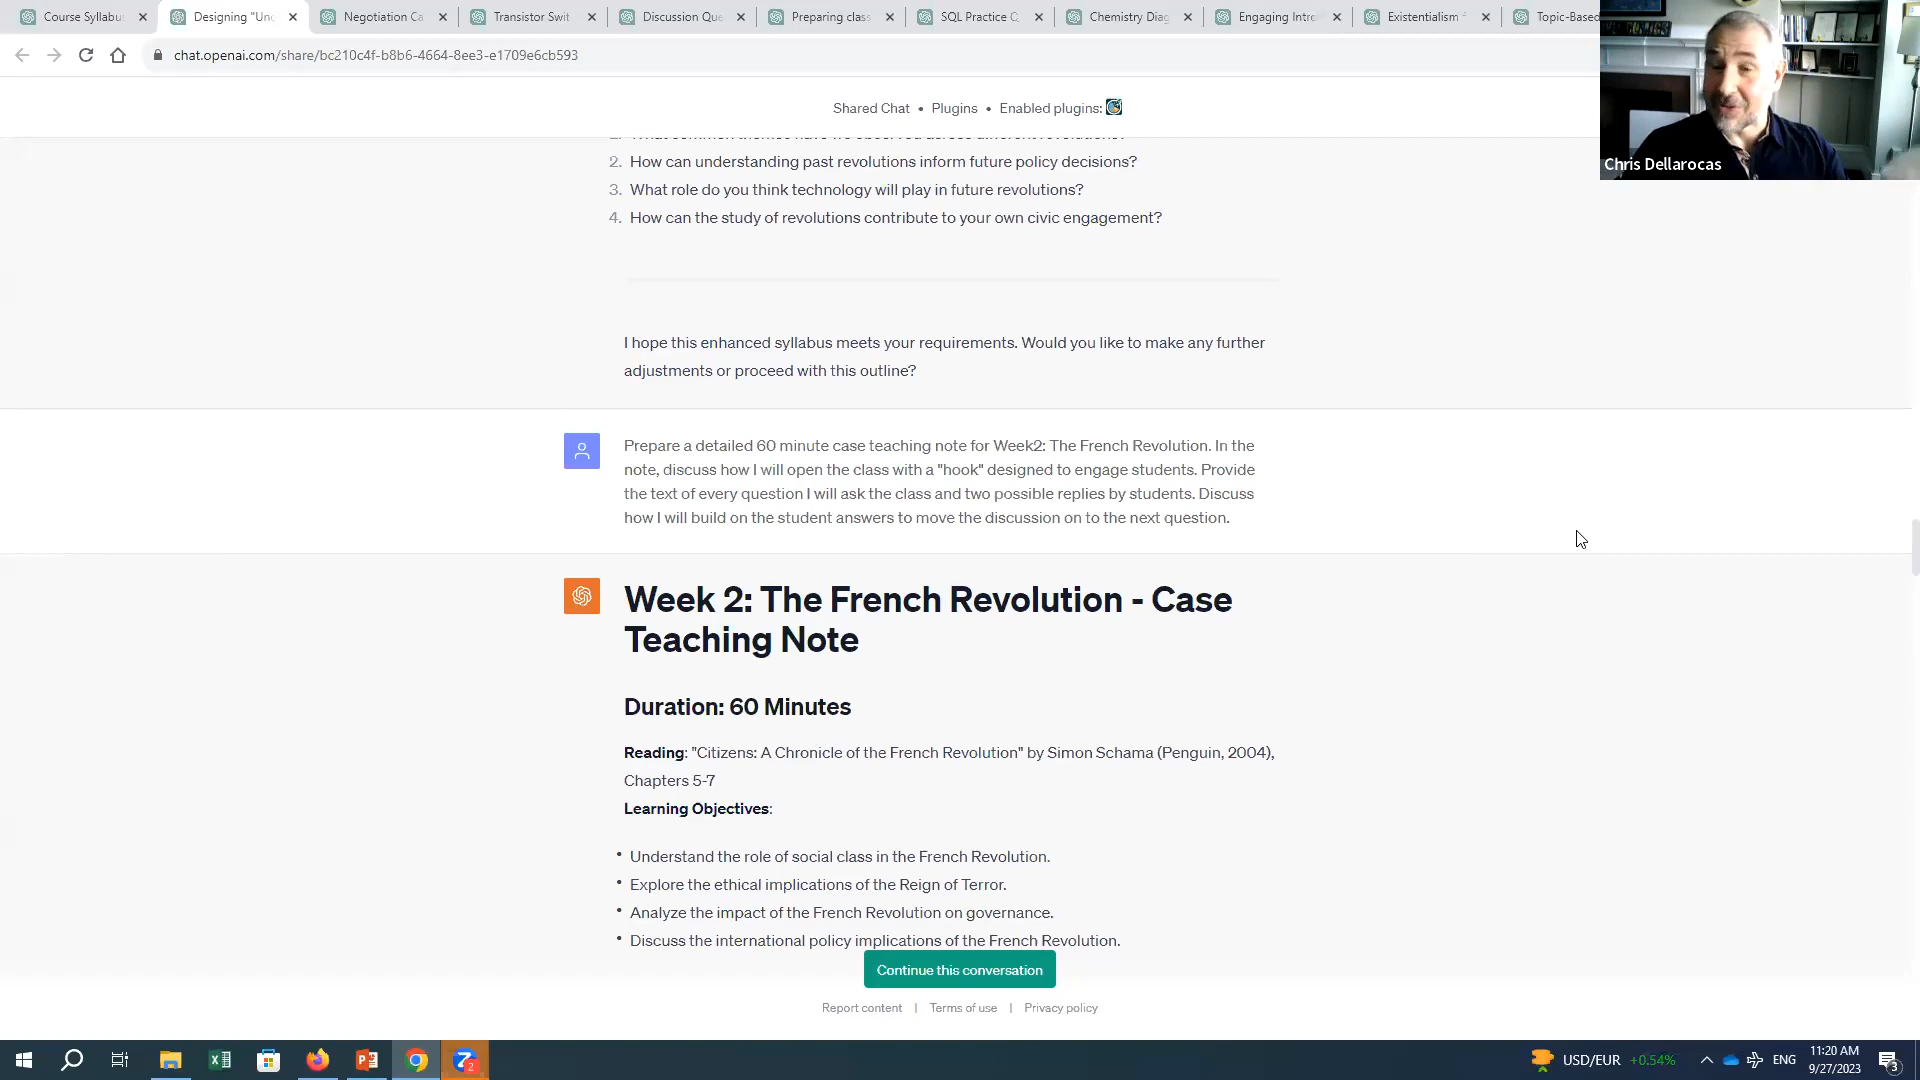 Course Syllabu
Designing "Und
Negotiation Ca
Transistor Swit
Discussion Que
Preparing class
SQL Practice Q
Chemistry Diag
Engaging Intro
Existentialism
Topic-Based
chat.openai.com/share/bc210c4f-b8b6-4664-8ee3-e1709e6cb593
Shared Chat • Plugins • Enabled plugins:
Chris Dellarocas
2. How can understanding past revolutions inform future policy decisions?
3. What role do you think technology will play in future revolutions?
4. How can the study of revolutions contribute to your own civic engagement?
I hope this enhanced syllabus meets your requirements. Would you like to make any further
adjustments or proceed with this outline?
Prepare a detailed 60 minute case teaching note for Week2: The French Revolution. In the
note, discuss how I will open the class with a "hook" designed to engage students. Provide
the text of every question I will ask the class and two possible replies by students. Discuss
how I will build on the student answers to move the discussion on to the next question.
Week 2: The French Revolution - Case
Teaching Note
Duration: 60 Minutes
Reading: "Citizens: A Chronicle of the French Revolution" by Simon Schama (Penguin, 2004),
Chapters 5-7
Learning Objectives:
• Understand the role of social class in the French Revolution.
• Explore the ethical implications of the Reign of Terror.
• Analyze the impact of the French Revolution on governance.
• Discuss the international policy implications of the French Revolution.
Continue this conversation
Report content | Terms of use | Privacy policy
2
USD/EUR +0.54%
ENG
11:20 AM
9/27/2023
3